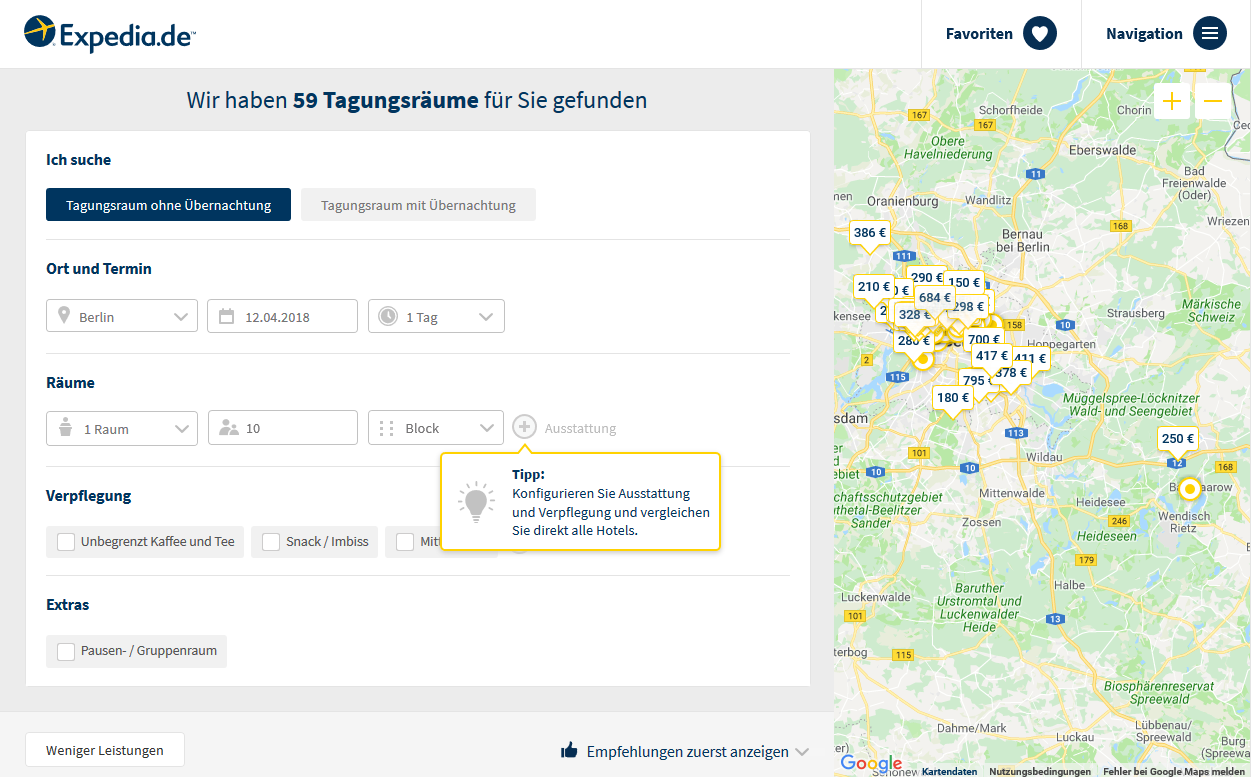 Expedia.de
Favoriten
Navigation
Wir haben 59 Tagungsräume für Sie gefunden
Ich suche
Tagungsraum ohne Übernachtung
Tagungsraum mit Übernachtung
Ort und Termin
Berlin
12.04.2018
1 Tag
Räume
1 Raum
10
Block
Ausstattung
Tipp:
Konfigurieren Sie Ausstattung
und Verpflegung und vergleichen
Sie direkt alle Hotels.
Verpflegung
Unbegrenzt Kaffee und Tee
Snack / Imbiss
Extras
Pausen- / Gruppenraum
Weniger Leistungen
Empfehlungen zuerst anzeigen
Schorfheide
Chorin
167
167
Obere
Havelniederung
Eberswalde
11
Bad
Freienwalde
(Oder)
Oranienburg
Wandlitz
Wriezen
168
386 €
Bernau
bei Berlin
111
290 €
150 €
210 €
684 €
298 €
328 €
Märkische
Schweiz
Strausberg
158
10
280 €
700 €
Hoppegarten
2
417 €
411 €
115
795
378 €
180 €
Müggelspree-Löcknitzer
Wald- und Seengebiet
113
250 €
101
Wildau
12
168
10
10
Mittenwalde
Heidesee
Wendisch
Rietz
Zossen
246
Heideseen
179
Luckenwalde
Baruther
Urstromtal und
Luckenwalder
Heide
Halbe
101
13
115
Biosphärenreservat
Spreewald
Dahme/Mark
Luckau
Lübbenau/
Spreewald
Burg
Google
Kartendaten
Nutzungsbedingungen
Fehler bei Google Maps melden